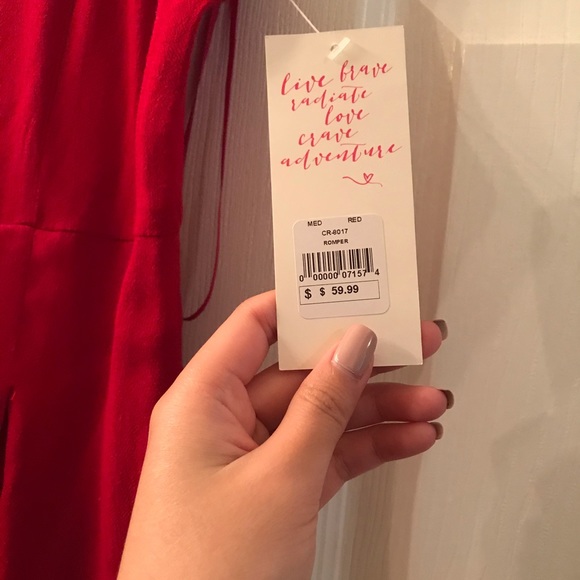 live brave
radiate
love
crave
adventure
MED RED
CR-8017
ROMPER
0 00000 07157 4
$ $ 59.99